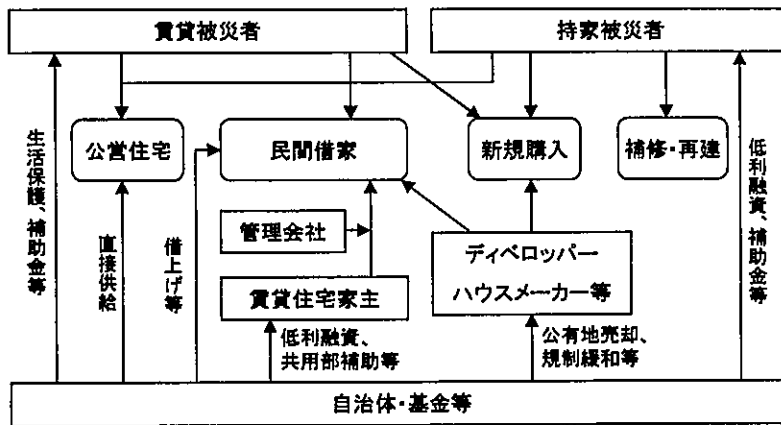 賃貸被災者
持家被災者
公営住宅
民間借家
新規購入
補修・再建
生活保護、補助金等
直接供給
借上げ等
管理会社
賃貸住宅家主
ディベロッパー
ハウスメーカー等
低利融資、補助金等
低利融資、
共用部補助等
公有地売却、
規制緩和等
自治体・基金等